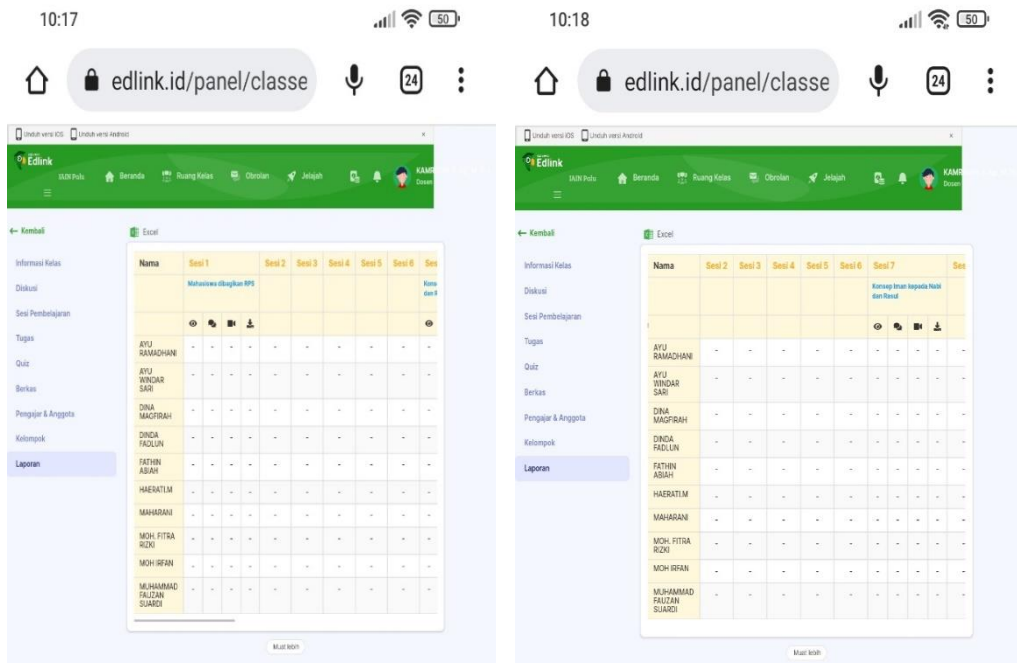 10:17
50
edlink.id/panel/classe
24
Unduh versi iOS Unduh versi Android
Edlink
IAIN Palu Beranda Ruang Kelas Obrolan Jelajah
Dosen
← Kembali
Excel
Informasi Kelas
Diskusi
Sesi Pembelajaran
Tugas
Quiz
Berkas
Pengajar & Anggota
Kelompok
Laporan
Nama Sesi 1 Sesi 2 Sesi 3 Sesi 4 Sesi 5 Sesi 6
Mahasiswa dibagikan RPS
AYU
RAMADHANI - - - - - - - - - -
AYU
WINDAR
SARI - - - - - - - - - -
DINA
MAGFIRAH - - - - - - - - - -
DINDA
FADLUN - - - - - - - - - -
FATHIN
ABIAH - - - - - - - - - -
HAERATI.M - - - - - - - - - -
MAHARANI - - - - - - - - - -
MOH. FITRA
RIZKI - - - - - - - - - -
MOH IRFAN - - - - - - - - - -
MUHAMMAD
FAUZAN
SUARDI - - - - - - - - - -
Muat lebih
10:18
50
edlink.id/panel/classe
24
Unduh versi iOS Unduh versi Android
Edlink
IAIN Palu Beranda Ruang Kelas Obrolan Jelajah
Dosen
← Kembali
Excel
Informasi Kelas
Diskusi
Sesi Pembelajaran
Tugas
Quiz
Berkas
Pengajar & Anggota
Kelompok
Laporan
Nama Sesi 2 Sesi 3 Sesi 4 Sesi 5 Sesi 6 Sesi 7
Konsep Iman kepada Nabi
dan Rasul
AYU
RAMADHANI - - - - - - - - - -
AYU
WINDAR
SARI - - - - - - - - - -
DINA
MAGFIRAH - - - - - - - - - -
DINDA
FADLUN - - - - - - - - - -
FATHIN
ABIAH - - - - - - - - - -
HAERATI.M - - - - - - - - - -
MAHARANI - - - - - - - - - -
MOH. FITRA
RIZKI - - - - - - - - - -
MOH IRFAN - - - - - - - - - -
MUHAMMAD
FAUZAN
SUARDI - - - - - - - - - -
Muat lebih